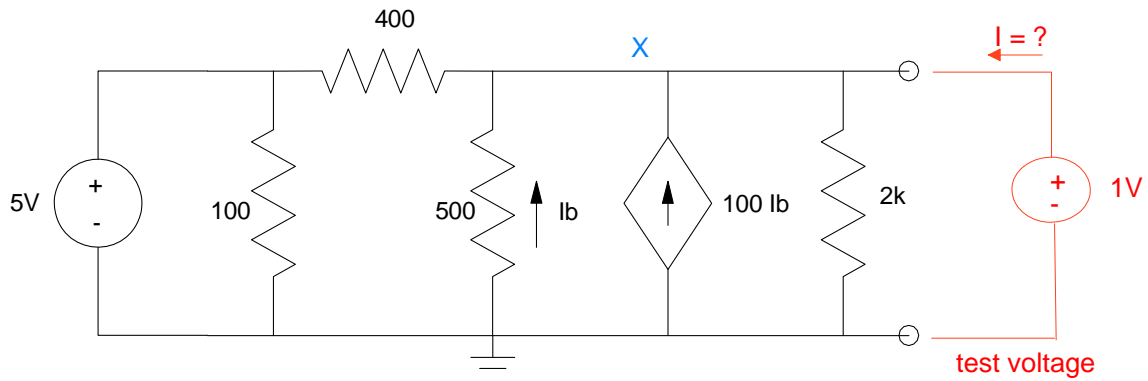 400
X
I = ?
5V
+
-
100
500
Ib
100 Ib
2k
+
-
1V
test voltage